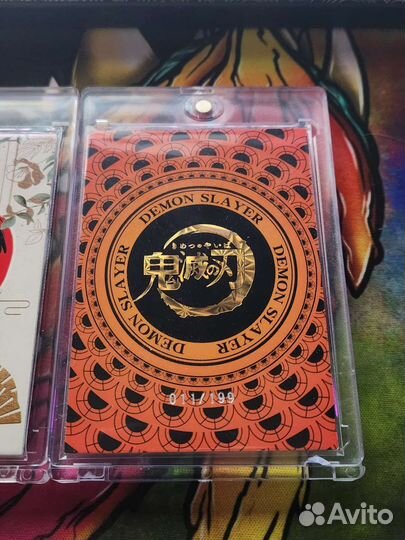 DEMON SLAYER
DEMON SLAYER
DEMON SLAYER
DEMON SLAYER
きめつのやいば
鬼滅の刃
011/199
Avito